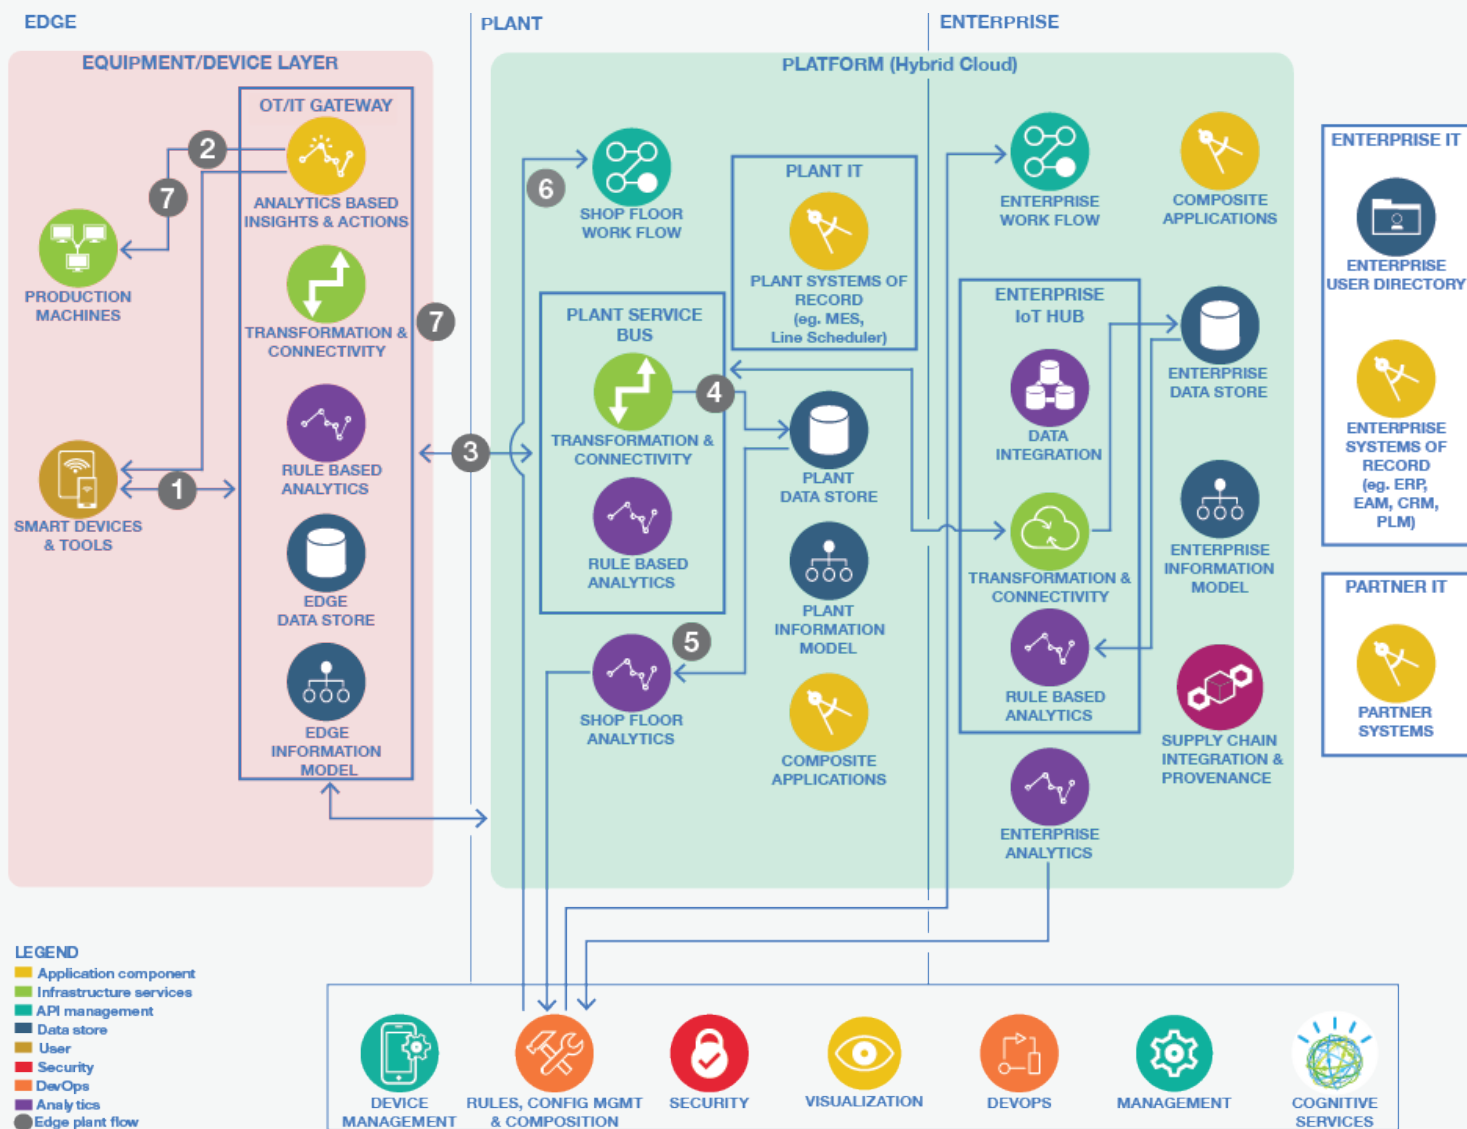 EDGE
PLANT
ENTERPRISE
EQUIPMENT/DEVICE LAYER
PLATFORM (Hybrid Cloud)
OT/IT GATEWAY
2
7
ANALYTICS BASED
INSIGHTS & ACTIONS
PRODUCTION
MACHINES
TRANSFORMATION &
CONNECTIVITY
7
RULE BASED
ANALYTICS
1
SMART DEVICES
& TOOLS
EDGE
DATA STORE
EDGE
INFORMATION
MODEL
3
6
SHOP FLOOR
WORK FLOW
PLANT IT
PLANT SYSTEMS OF
RECORD
(eg. MES,
Line Scheduler)
PLANT SERVICE
BUS
4
TRANSFORMATION &
CONNECTIVITY
RULE BASED
ANALYTICS
PLANT
DATA STORE
PLANT
INFORMATION
MODEL
5
SHOP FLOOR
ANALYTICS
COMPOSITE
APPLICATIONS
ENTERPRISE
WORK FLOW
COMPOSITE
APPLICATIONS
ENTERPRISE
IoT HUB
DATA
INTEGRATION
TRANSFORMATION &
CONNECTIVITY
RULE BASED
ANALYTICS
ENTERPRISE
DATA STORE
ENTERPRISE
INFORMATION
MODEL
SUPPLY CHAIN
INTEGRATION &
PROVENANCE
ENTERPRISE
ANALYTICS
ENTERPRISE IT
ENTERPRISE
USER DIRECTORY
ENTERPRISE
SYSTEMS OF
RECORD
(eg. ERP,
EAM, CRM,
PLM)
PARTNER IT
PARTNER
SYSTEMS
LEGEND
Application component
Infrastructure services
API management
Data store
User
Security
DevOps
Analytics
Edge plant flow
DEVICE
MANAGEMENT
RULES, CONFIG MGMT
& COMPOSITION
SECURITY
VISUALIZATION
DEVOPS
MANAGEMENT
COGNITIVE
SERVICES